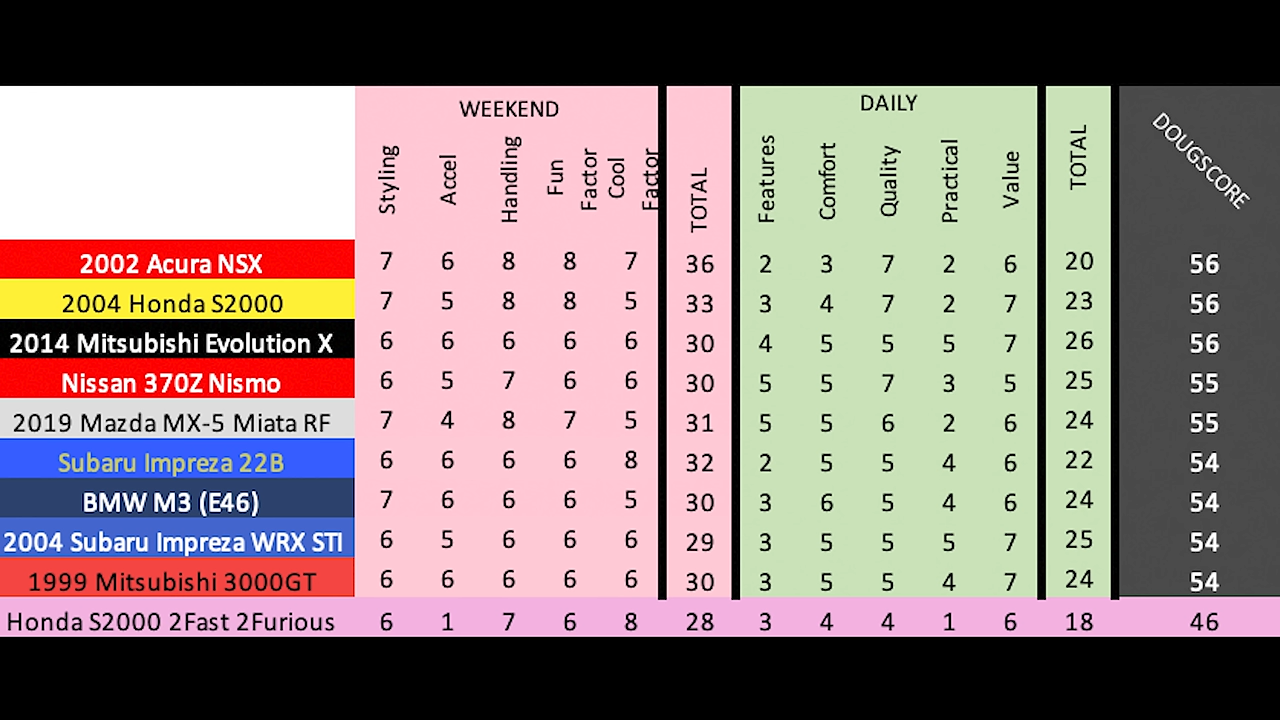 WEEKEND DAILY
Styling Accel Handling Fun Factor Cool Factor TOTAL Features Comfort Quality Practical Value TOTAL DOUGSCORE
2002 Acura NSX 7 6 8 8 7 36 2 3 7 2 6 20 56
2004 Honda S2000 7 5 8 8 5 33 3 4 7 2 7 23 56
2014 Mitsubishi Evolution X 6 6 6 6 6 30 4 5 5 5 7 26 56
Nissan 370Z Nismo 6 5 7 6 6 30 5 5 7 3 5 25 55
2019 Mazda MX-5 Miata RF 7 4 8 7 5 31 5 5 6 2 6 24 55
Subaru Impreza 22B 6 6 6 6 8 32 2 5 5 4 6 22 54
BMW M3 (E46) 7 6 6 6 5 30 3 6 5 4 6 24 54
2004 Subaru Impreza WRX STI 6 5 6 6 6 29 3 5 5 5 7 25 54
1999 Mitsubishi 3000GT 6 6 6 6 6 30 3 5 5 4 7 24 54
Honda S2000 2Fast 2Furious 6 1 7 6 8 28 3 4 4 1 6 18 46